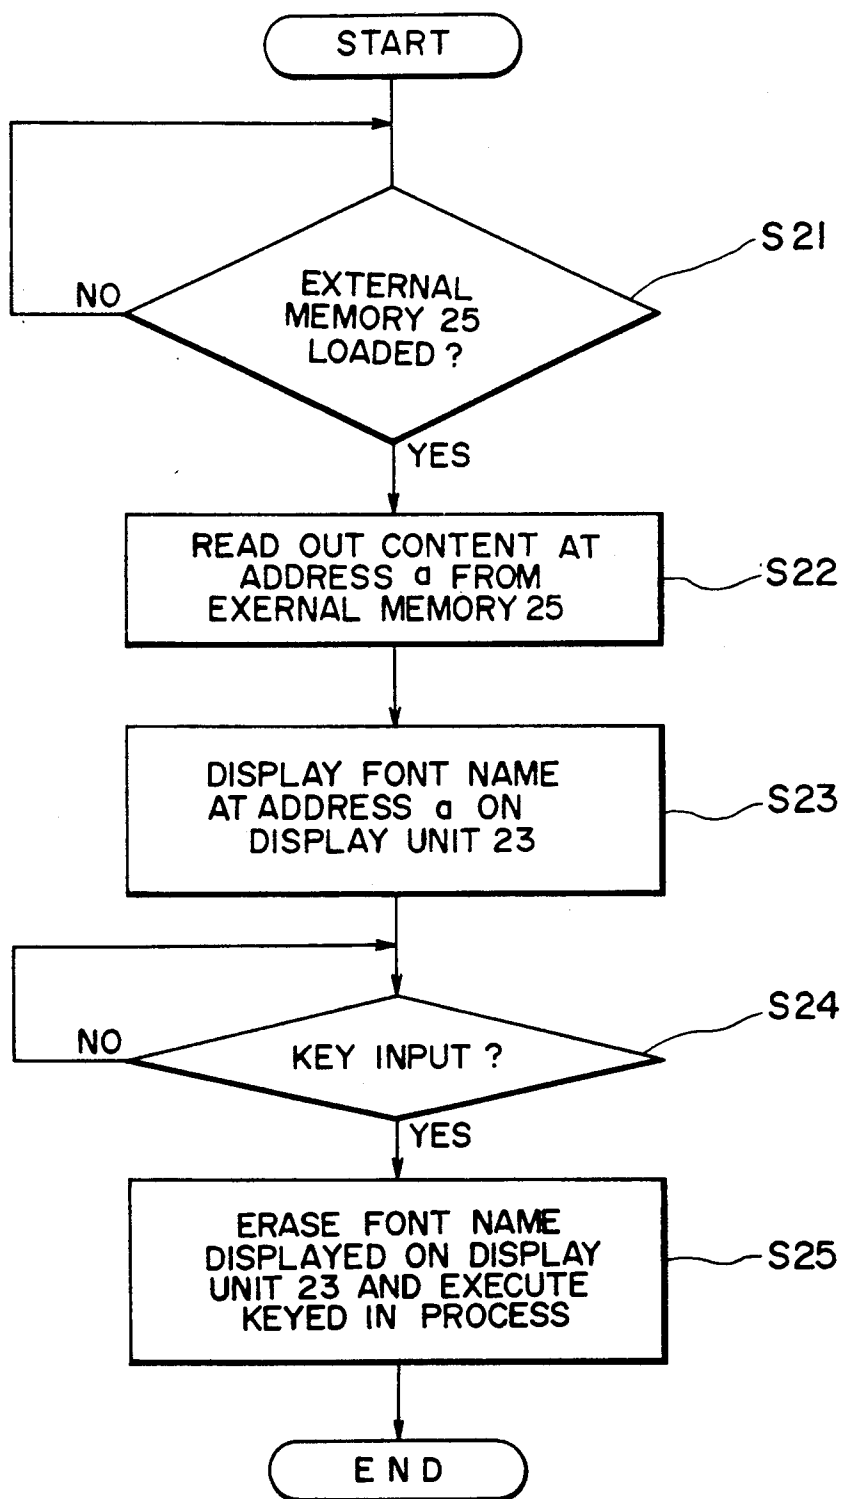 START
S21
EXTERNAL
MEMORY 25
LOADED ?
NO
YES
READ OUT CONTENT AT
ADDRESS a FROM
EXERNAL MEMORY 25
S22
DISPLAY FONT NAME
AT ADDRESS a ON
DISPLAY UNIT 23
S23
S24
NO
KEY INPUT ?
YES
ERASE FONT NAME
DISPLAYED ON DISPLAY
UNIT 23 AND EXECUTE
KEYED IN PROCESS
S25
END